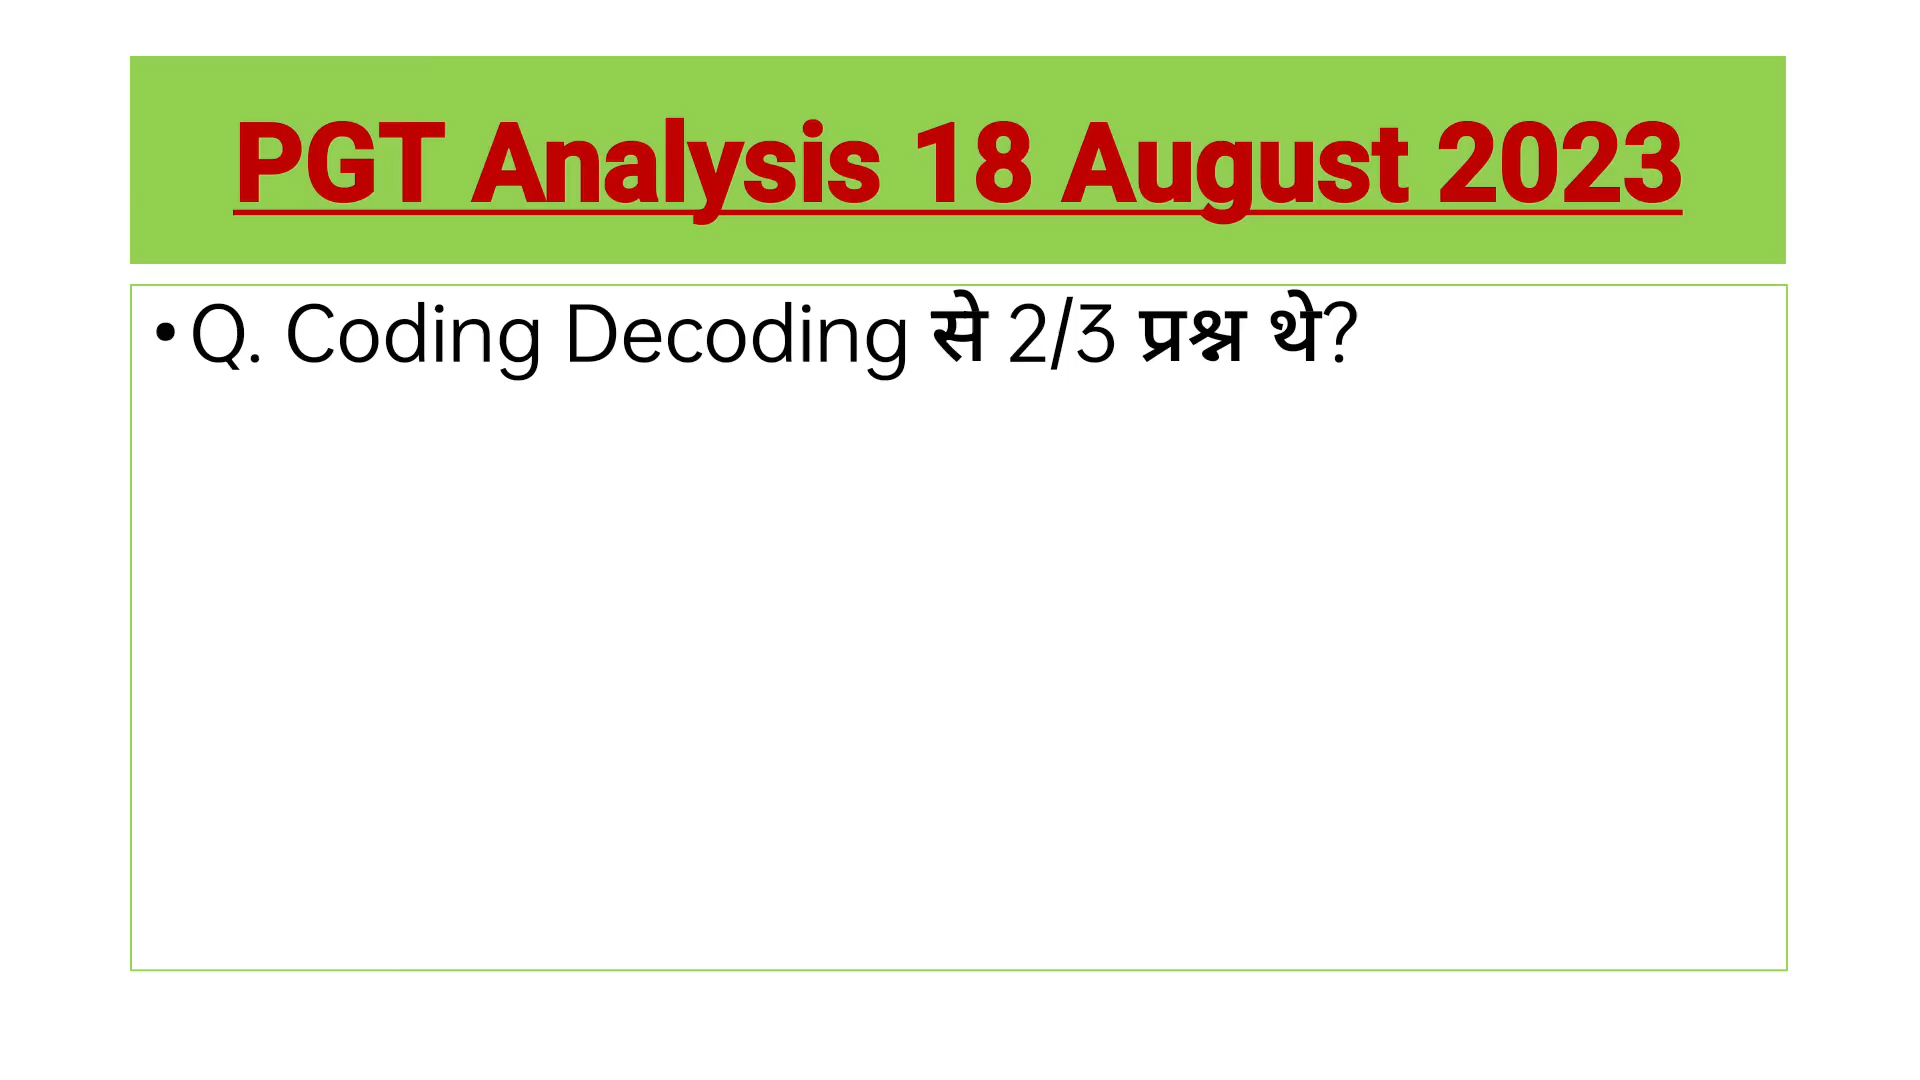 PGT Analysis 18 August 2023
• Q. Coding Decoding से 2/3 प्रश्न थे?